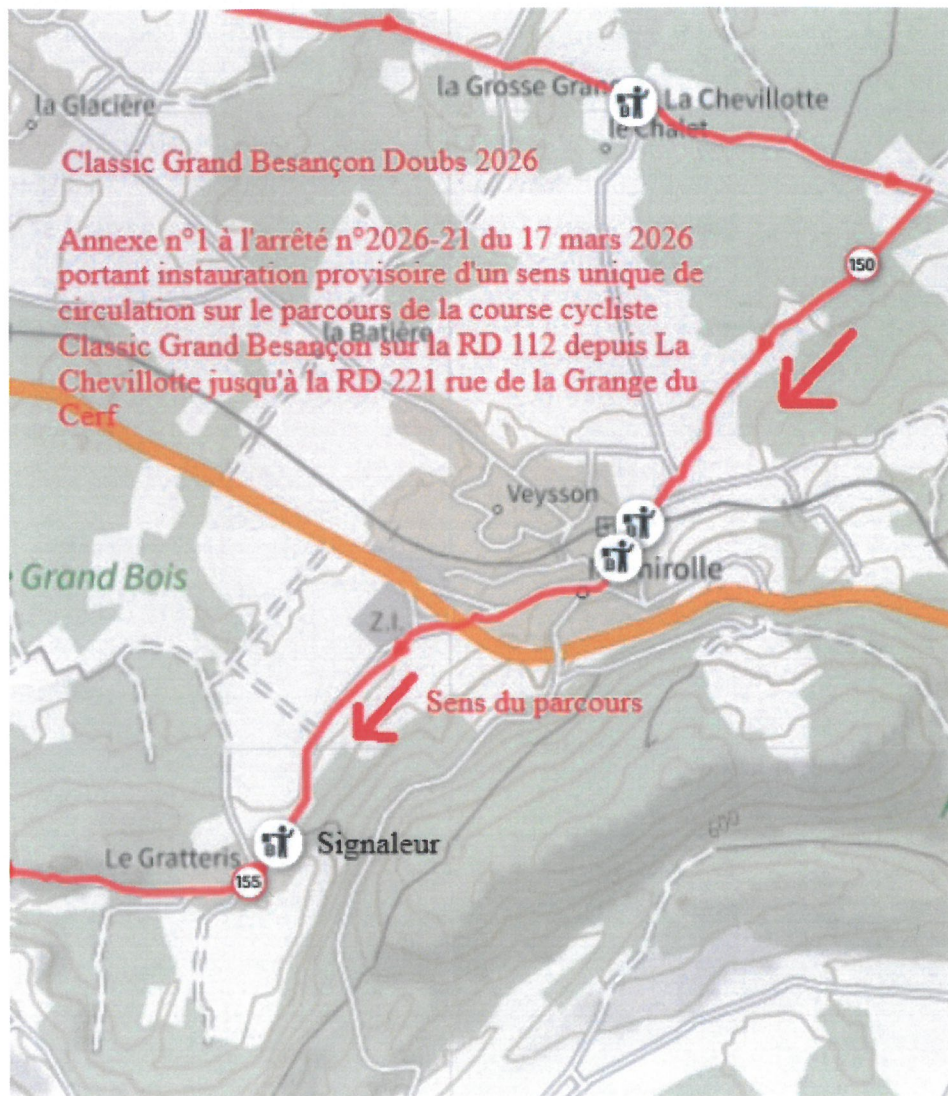 la Grosse Gran
La Chevillotte
la Glacière
le Chalet
Classic Grand Besançon Doubs 2026
Annexe n°1 à l'arrêté n°2026-21 du 17 mars 2026
portant instauration provisoire d'un sens unique de
circulation sur le parcours de la course cycliste
Classic Grand Besançon sur la RD 112 depuis La
Chevillotte jusqu'à la RD 221 rue de la Grange du
Cerf
150
la Batière
Veysson
hirolle
Grand Bois
Z.I.
Sens du parcours
600
Signaleur
Le Gratteris
155